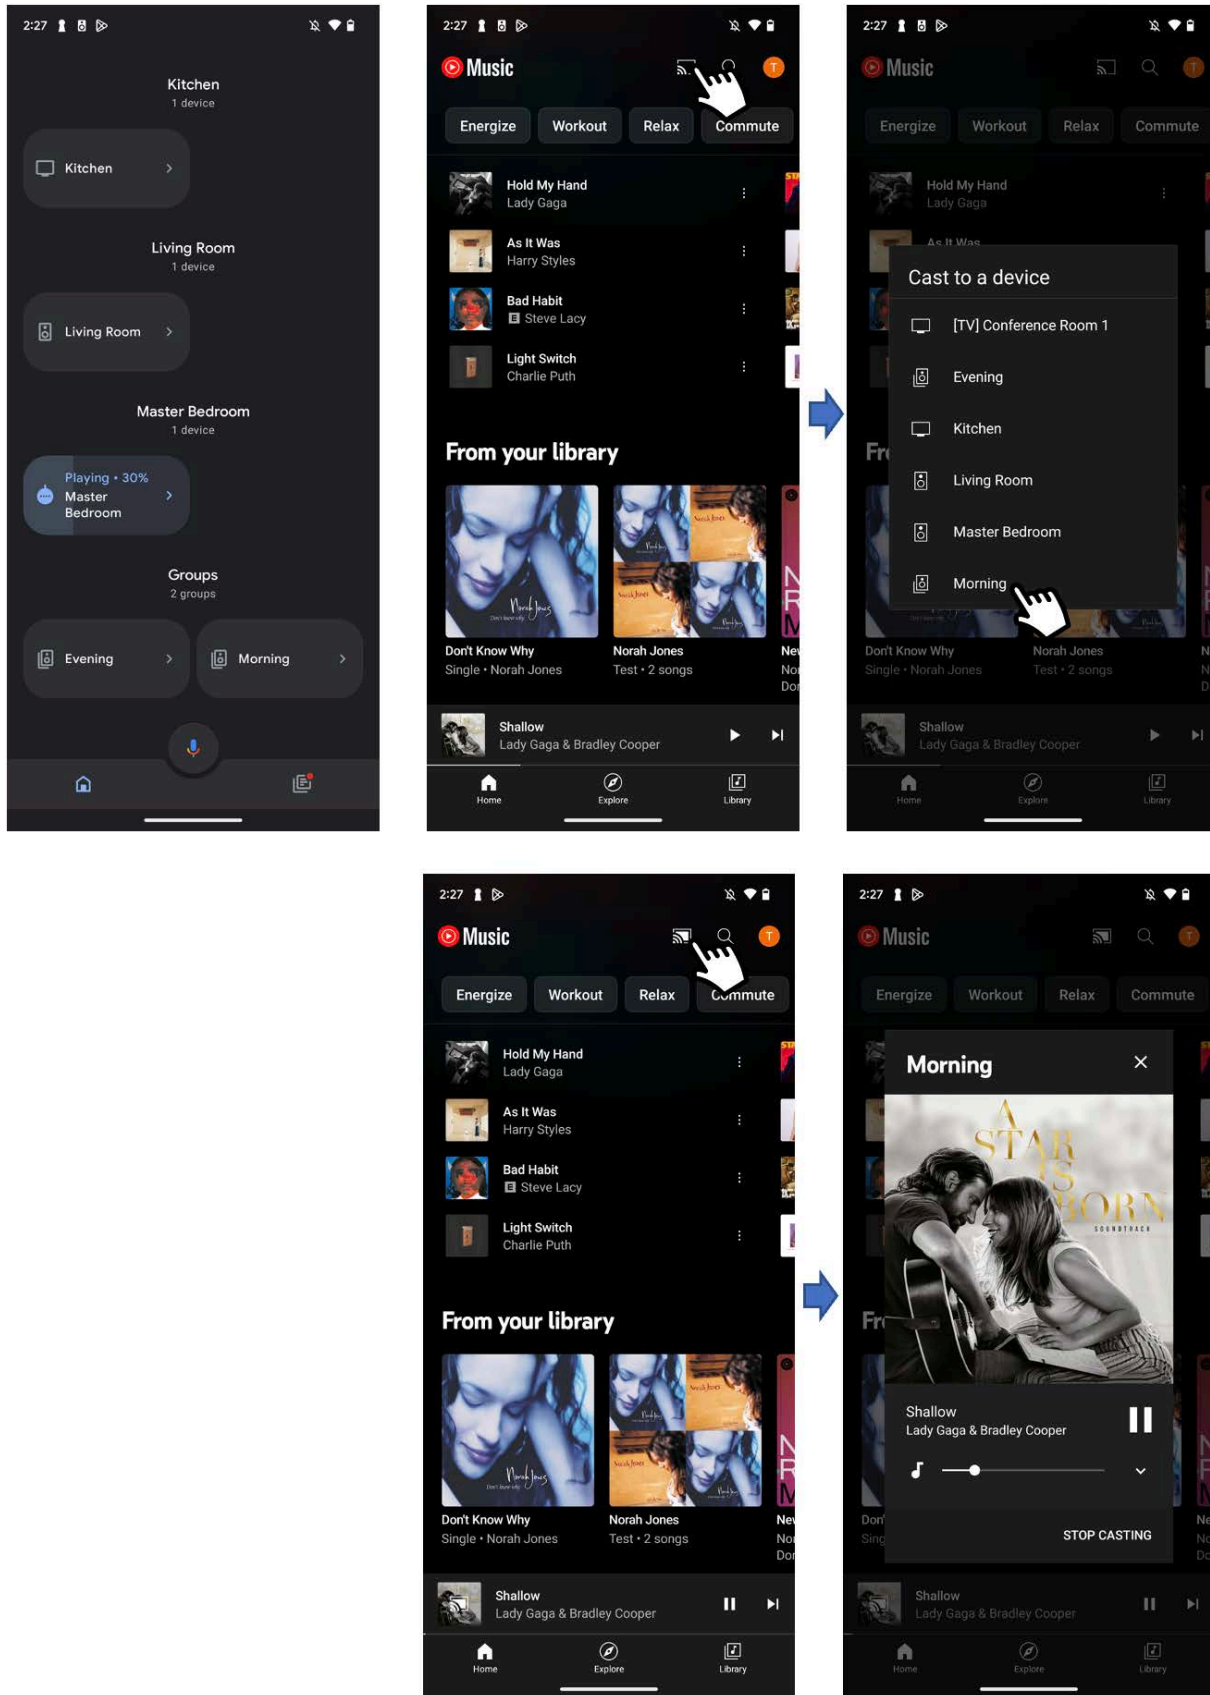 2:27
Kitchen
1 device
Kitchen
Living Room
1 device
Living Room
Master Bedroom
1 device
Playing • 30%
Master
Bedroom
Groups
2 groups
Evening
Morning
2:27
Music
T
Energize Workout Relax Commute
Hold My Hand
Lady Gaga
As It Was
Harry Styles
Bad Habit
E Steve Lacy
Light Switch
Charlie Puth
From your library
Norah Jones
Don't Know Why
Single • Norah Jones
Norah Jones
Test • 2 songs
Shallow
Lady Gaga & Bradley Cooper
Home Explore Library
2:27
Music
T
Energize Workout Relax Commute
Hold My Hand
Lady Gaga
As It Was
Cast to a device
[TV] Conference Room 1
Evening
Kitchen
Living Room
Master Bedroom
Morning
Don't Know Why
Single • Norah Jones
Norah Jones
Test • 2 songs
Shallow
Lady Gaga & Bradley Cooper
Home Explore Library
2:27
Music
T
Energize Workout Relax Commute
Hold My Hand
Lady Gaga
As It Was
Harry Styles
Bad Habit
E Steve Lacy
Light Switch
Charlie Puth
From your library
Norah Jones
Don't Know Why
Single • Norah Jones
Norah Jones
Test • 2 songs
Shallow
Lady Gaga & Bradley Cooper
Home Explore Library
2:27
Music
T
Energize Workout Relax Commute
Morning
A
STAR
IS
BORN
SOUNDTRACK
Shallow
Lady Gaga & Bradley Cooper
STOP CASTING
Shallow
Lady Gaga & Bradley Cooper
Home Explore Library